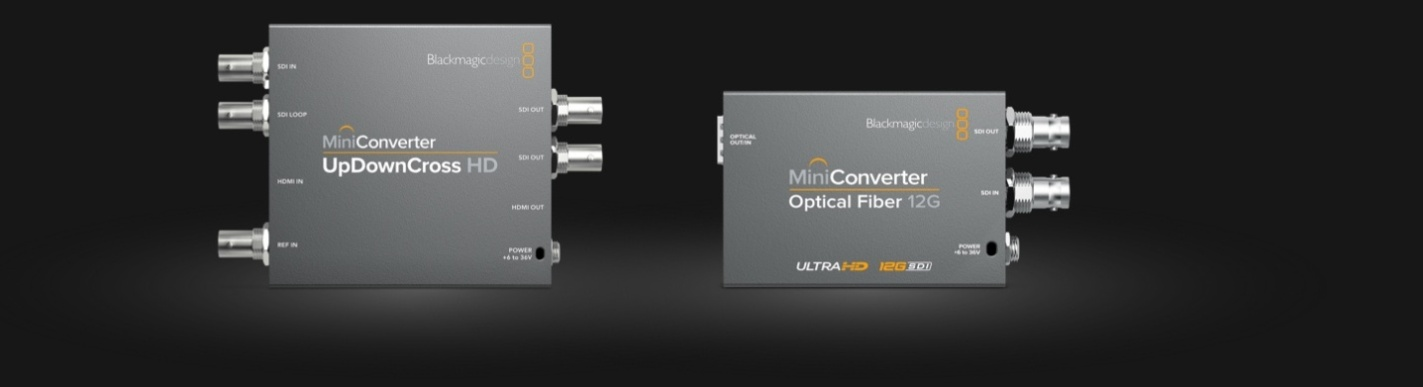 Blackmagicdesign
SDI IN
SDI LOOP
HDMI IN
REF IN
MiniConverter
UpDownCross HD
SDI OUT
SDI OUT
HDMI OUT
POWER
+6 to 36V
Blackmagicdesign
OPTICAL
OUT/IN
MiniConverter
Optical Fiber 12G
SDI OUT
SDI IN
POWER
+6 to 36V
ULTRA HD 12G SDI